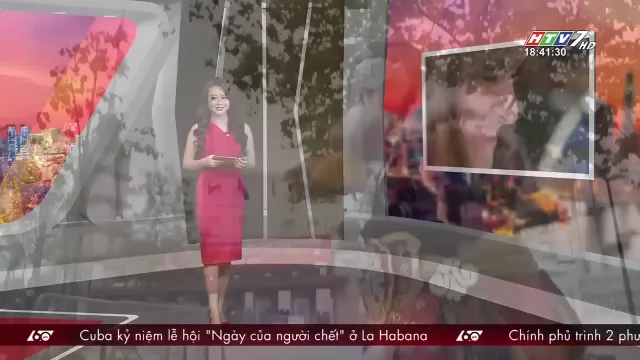 HTV7 HD
18:41:30
60 Cuba kỷ niệm lễ hội "Ngày của người chết" ở La Habana 60 Chính phủ trình 2 phụ